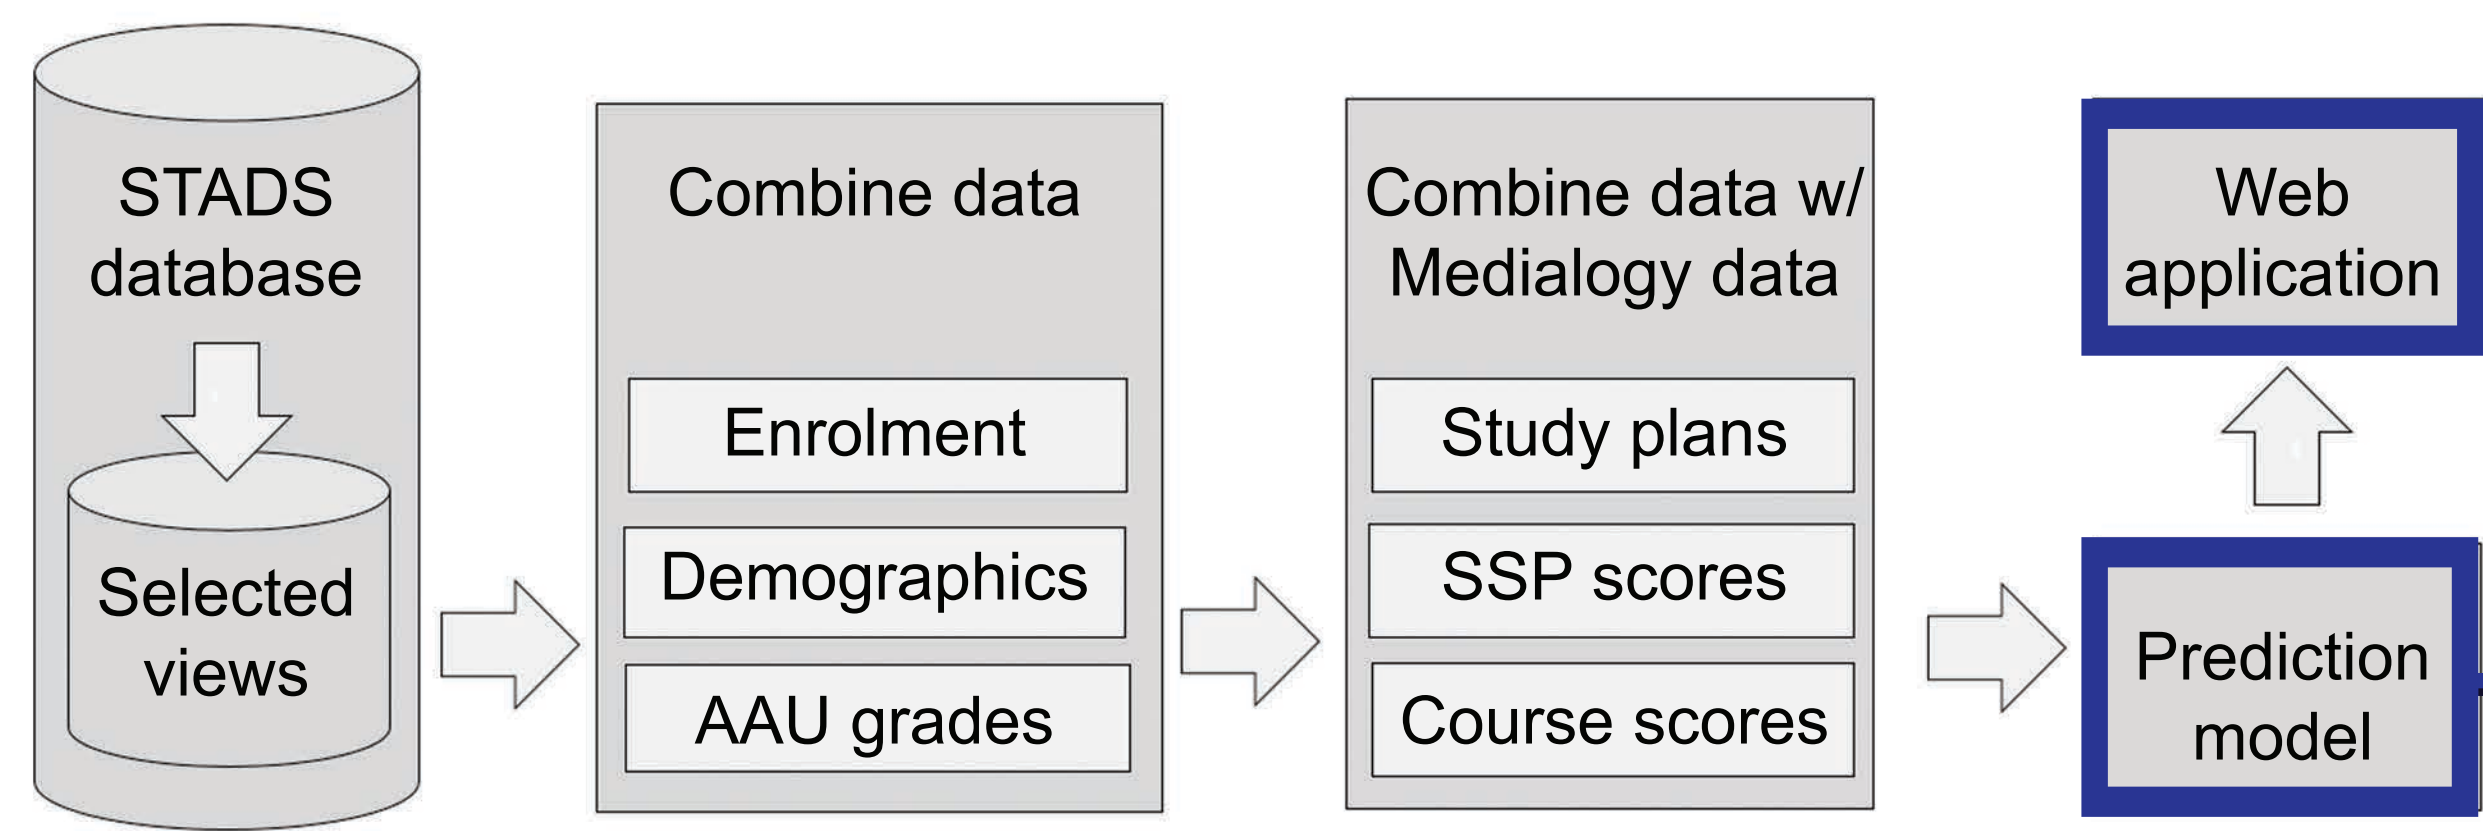 STADS
database
Selected
views
Combine data
Enrolment
Demographics
AAU grades
Combine data w/
Medialogy data
Study plans
SSP scores
Course scores
Web
application
Prediction
model